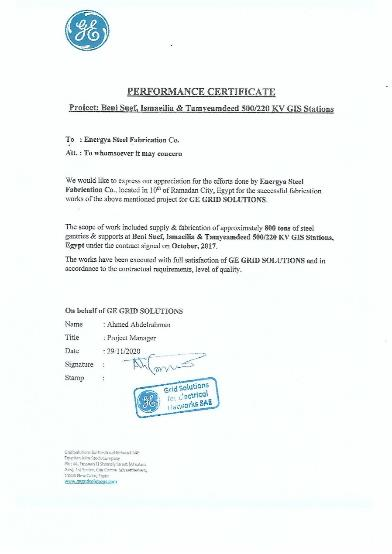 PERFORMANCE CERTIFICATE
Project: Beni Suef, Ismaeilia & Tamyeamdeed 500/220 KV GIS Stations
To : Energya Steel Fabrication Co.
Att. : To whomsoever it may concern
We would like to express our appreciation for the efforts done by Energya Steel
Fabrication Co., located in 10th of Ramadan City, Egypt for the successful fabrication
works of the above mentioned project for GE GRID SOLUTIONS.
The scope of work included supply & fabrication of approximately 800 tons of steel
gantries & supports at Beni Suef, Ismaeilia & Tamyeamdeed 500/220 KV GIS Stations,
Egypt under the contract signed on October, 2017.
The works have been executed with full satisfaction of GE GRID SOLUTIONS and in
accordance to the contractual requirements, level of quality.
On behalf of GE GRID SOLUTIONS
Name : Ahmed Abdelrahman
Title : Project Manager
Date : 29/11/2020
Signature :
Stamp :
Grid Solutions
for Electrical
Networks SAE